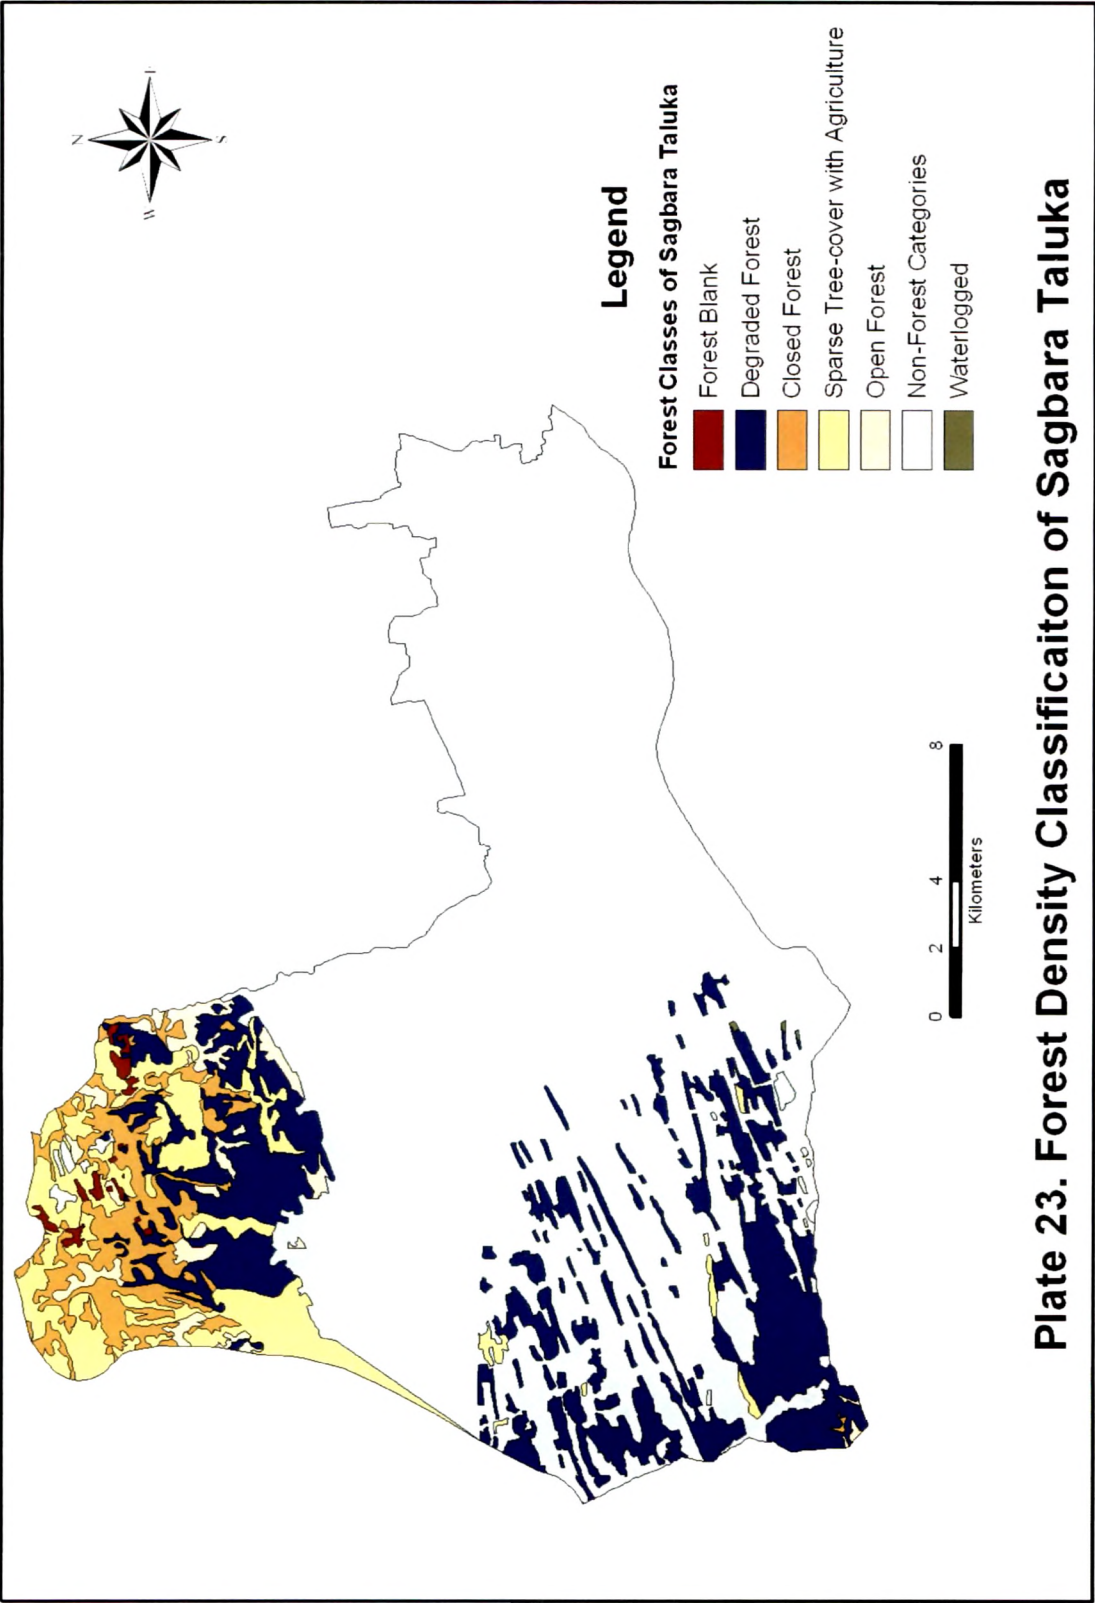 N
W
S
Legend
Forest Classes of Sagbara Taluka
Forest Blank
Degraded Forest
Closed Forest
Sparse Tree-cover with Agriculture
Open Forest
Non-Forest Categories
Waterlogged
0 2 4 8
Kilometers
Plate 23. Forest Density Classificaiton of Sagbara Taluka